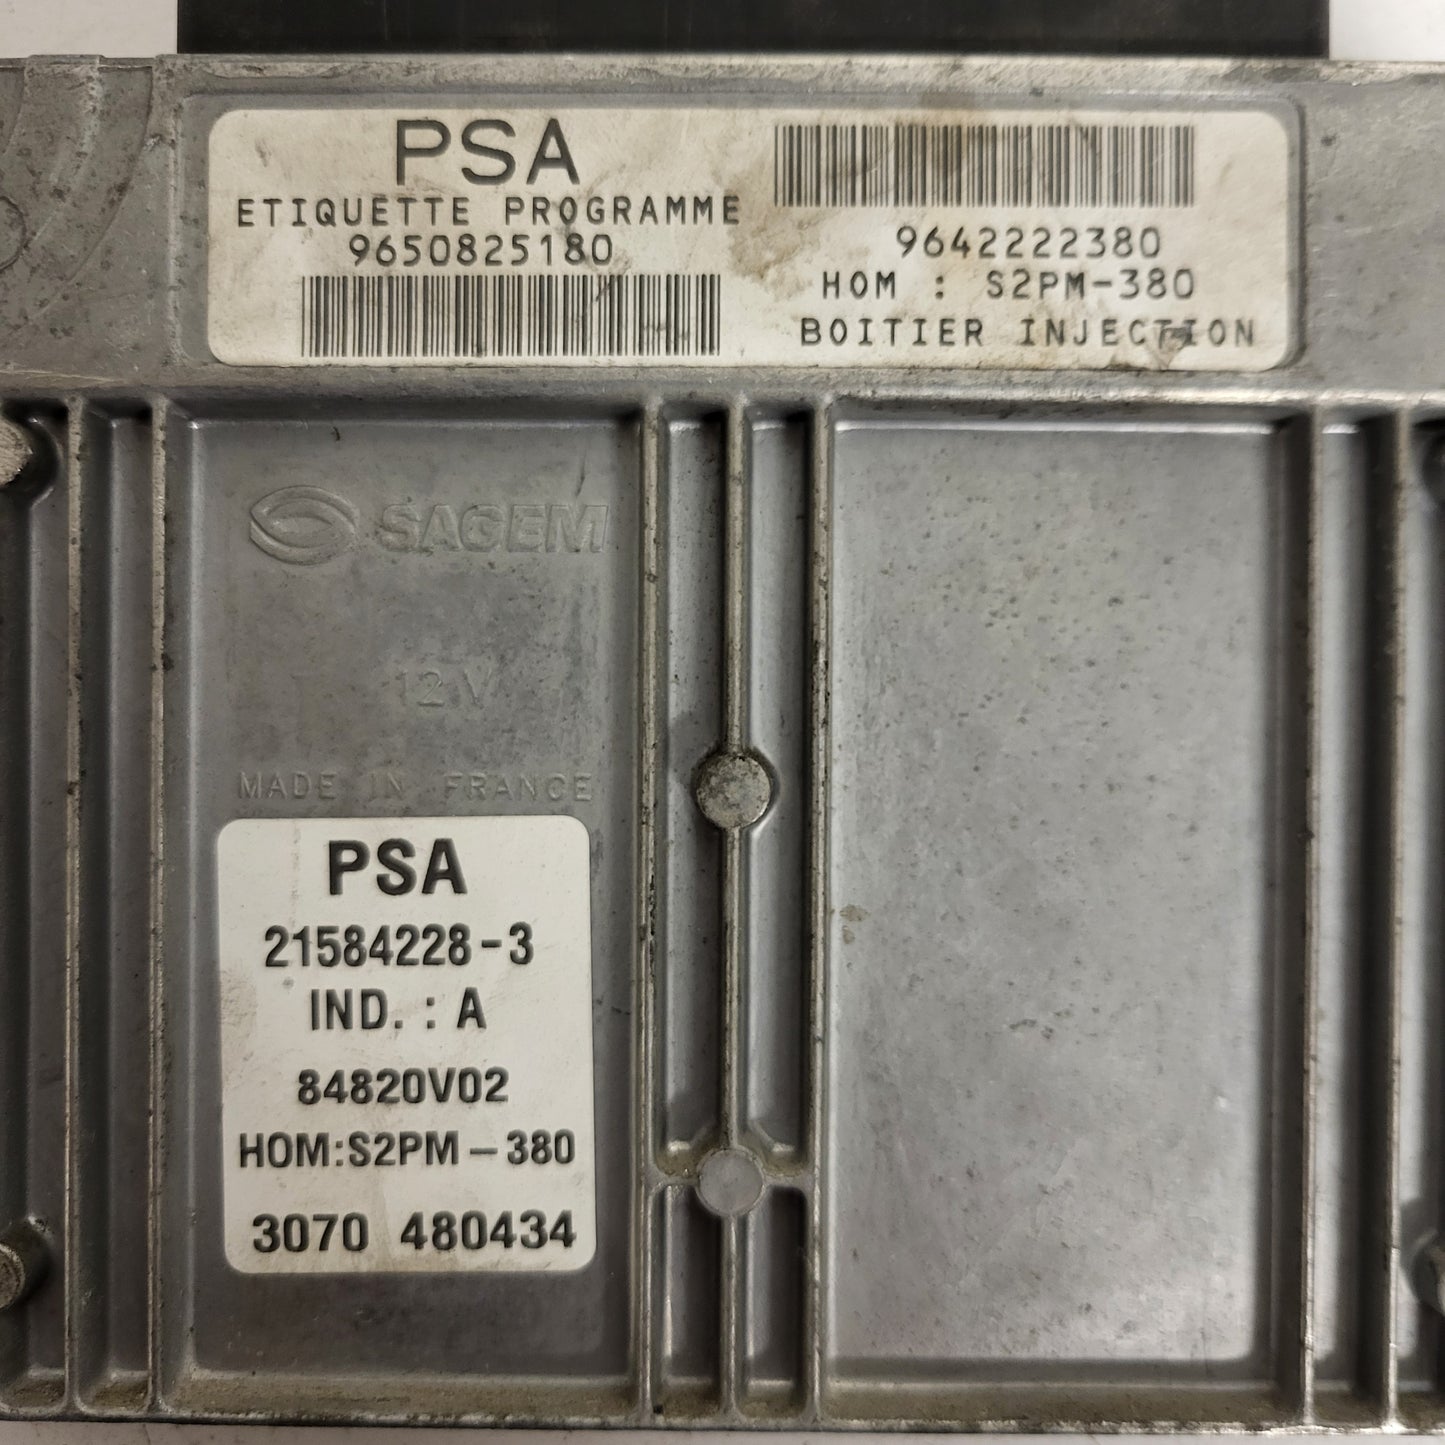 PSA
ETIQUETTE PROGRAMME
9650825180
9642222380
HOM : S2PM-380
BOITIER INJECTION
SAGEM
12V
MADE IN FRANCE
PSA
21584228-3
IND. : A
84820V02
HOM:S2PM-380
3070 480434